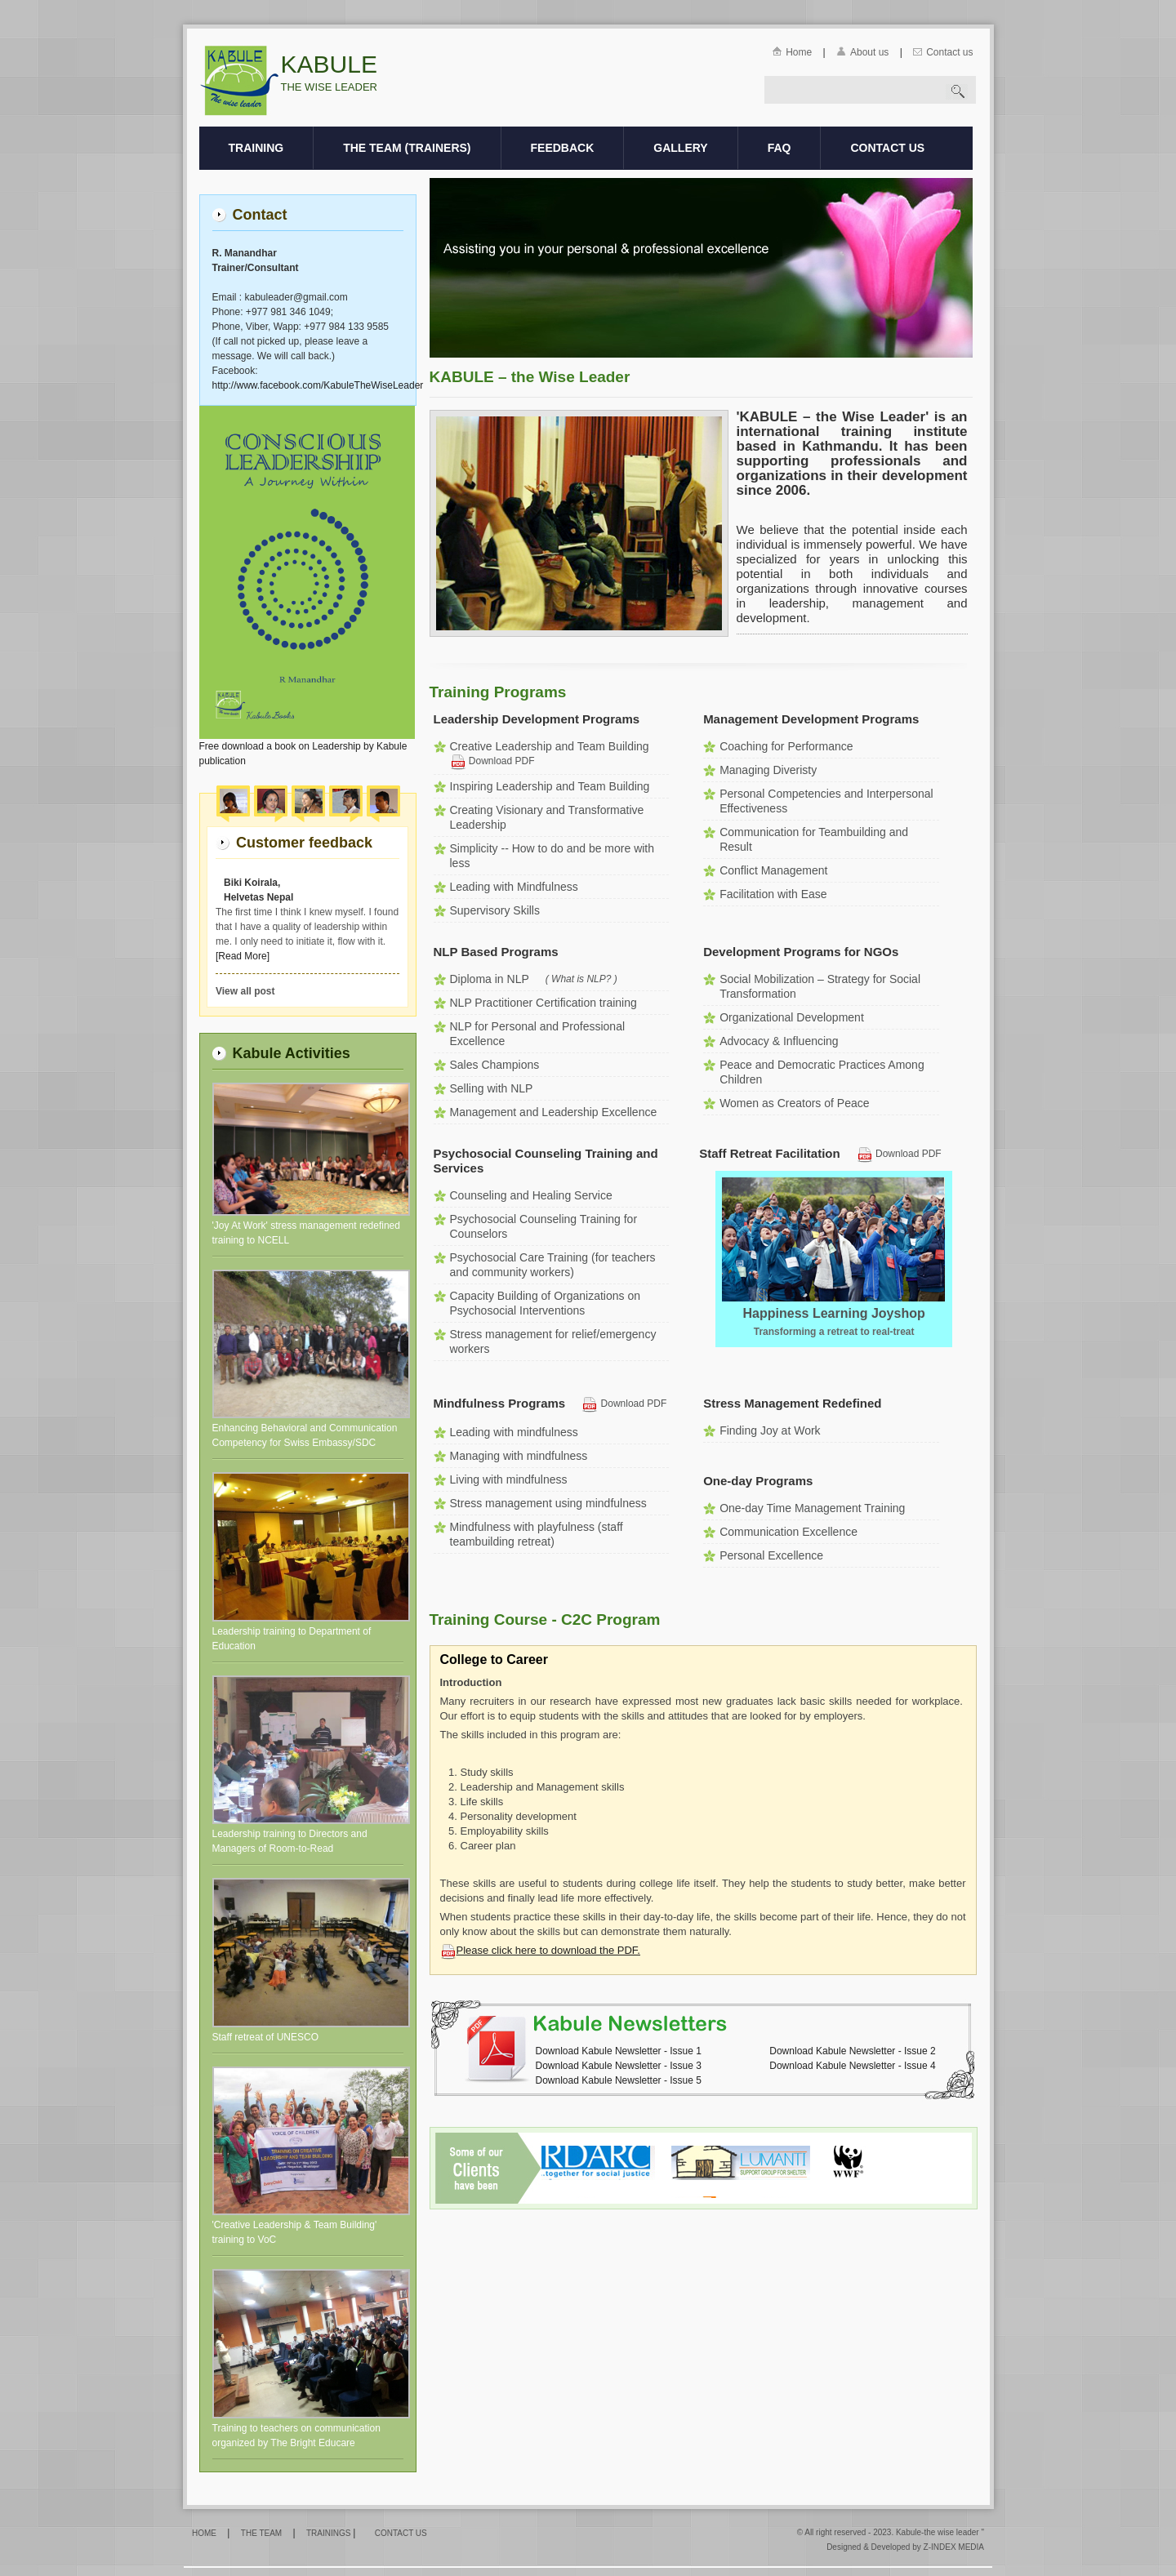 KABULE
The wise leader
KABULE
THE WISE LEADER
Home | About us | Contact us
TRAINING
THE TEAM (TRAINERS)
FEEDBACK
GALLERY
FAQ
CONTACT US
Contact
R. Manandhar
Trainer/Consultant
Email : kabuleader@gmail.com
Phone: +977 981 346 1049;
Phone, Viber, Wapp: +977 984 133 9585
(If call not picked up, please leave a
message. We will call back.)
Facebook:
http://www.facebook.com/KabuleTheWiseLeader
CONSCIOUS
LEADERSHIP
A Journey Within
R Manandhar
KABULE
Kabule Books
Free download a book on Leadership by Kabule
publication
Customer feedback
Biki Koirala,
Helvetas Nepal
The first time I think I knew myself. I found
that I have a quality of leadership within
me. I only need to initiate it, flow with it.
[Read More]
View all post
Kabule Activities
'Joy At Work' stress management redefined
training to NCELL
Enhancing Behavioral and Communication
Competency for Swiss Embassy/SDC
Leadership training to Department of
Education
Leadership training to Directors and
Managers of Room-to-Read
Staff retreat of UNESCO
VOICE OF CHILDREN
TRAINING ON CREATIVE
LEADERSHIP AND TEAM BUILDING
'Creative Leadership & Team Building'
training to VoC
Training to teachers on communication
organized by The Bright Educare
Assisting you in your personal & professional excellence
KABULE – the Wise Leader
'KABULE – the Wise Leader' is an
international training institute
based in Kathmandu. It has been
supporting professionals and
organizations in their development
since 2006.
We believe that the potential inside each
individual is immensely powerful. We have
specialized for years in unlocking this
potential in both individuals and
organizations through innovative courses
in leadership, management and
development.
Training Programs
Leadership Development Programs
Creative Leadership and Team Building
Download PDF
Inspiring Leadership and Team Building
Creating Visionary and Transformative
Leadership
Simplicity -- How to do and be more with
less
Leading with Mindfulness
Supervisory Skills
Management Development Programs
Coaching for Performance
Managing Diveristy
Personal Competencies and Interpersonal
Effectiveness
Communication for Teambuilding and
Result
Conflict Management
Facilitation with Ease
NLP Based Programs
Diploma in NLP ( What is NLP? )
NLP Practitioner Certification training
NLP for Personal and Professional
Excellence
Sales Champions
Selling with NLP
Management and Leadership Excellence
Development Programs for NGOs
Social Mobilization – Strategy for Social
Transformation
Organizational Development
Advocacy & Influencing
Peace and Democratic Practices Among
Children
Women as Creators of Peace
Psychosocial Counseling Training and
Services
Counseling and Healing Service
Psychosocial Counseling Training for
Counselors
Psychosocial Care Training (for teachers
and community workers)
Capacity Building of Organizations on
Psychosocial Interventions
Stress management for relief/emergency
workers
Staff Retreat Facilitation Download PDF
Happiness Learning Joyshop
Transforming a retreat to real-treat
Mindfulness Programs Download PDF
Leading with mindfulness
Managing with mindfulness
Living with mindfulness
Stress management using mindfulness
Mindfulness with playfulness (staff
teambuilding retreat)
Stress Management Redefined
Finding Joy at Work
One-day Programs
One-day Time Management Training
Communication Excellence
Personal Excellence
Training Course - C2C Program
College to Career
Introduction
Many recruiters in our research have expressed most new graduates lack basic skills needed for workplace.
Our effort is to equip students with the skills and attitudes that are looked for by employers.
The skills included in this program are:
1. Study skills
2. Leadership and Management skills
3. Life skills
4. Personality development
5. Employability skills
6. Career plan
These skills are useful to students during college life itself. They help the students to study better, make better
decisions and finally lead life more effectively.
When students practice these skills in their day-to-day life, the skills become part of their life. Hence, they do not
only know about the skills but can demonstrate them naturally.
Please click here to download the PDF.
PDF
Kabule Newsletters
Download Kabule Newsletter - Issue 1
Download Kabule Newsletter - Issue 2
Download Kabule Newsletter - Issue 3
Download Kabule Newsletter - Issue 4
Download Kabule Newsletter - Issue 5
Some of our
Clients
have been
RDARC
..together for social justice
LUMANTI
SUPPORT GROUP FOR SHELTER
WWF
HOME | THE TEAM | TRAININGS | CONTACT US
© All right reserved - 2023. Kabule-the wise leader "
Designed & Developed by Z-INDEX MEDIA